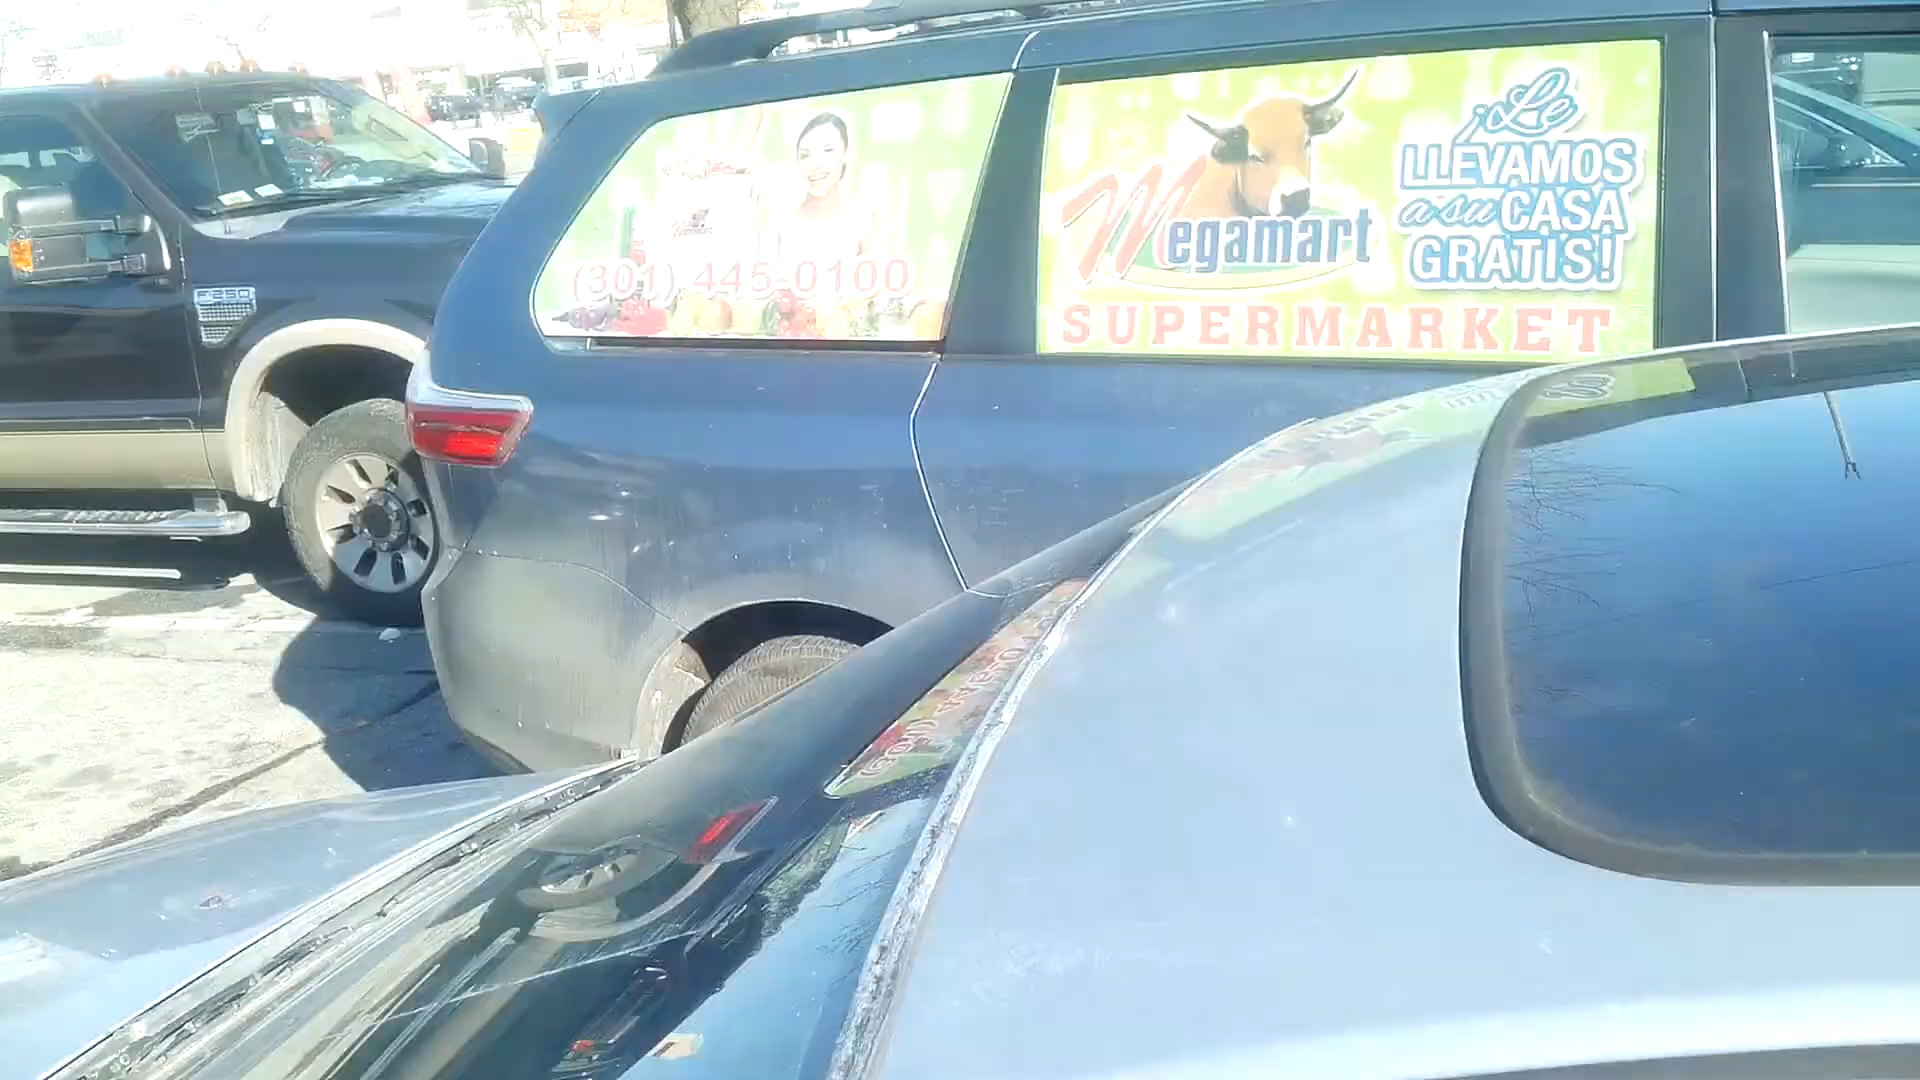 F250
(301) 445-0100
Megamart
SUPERMARKET
¡Le
LLEVAMOS
a su CASA
GRATIS!